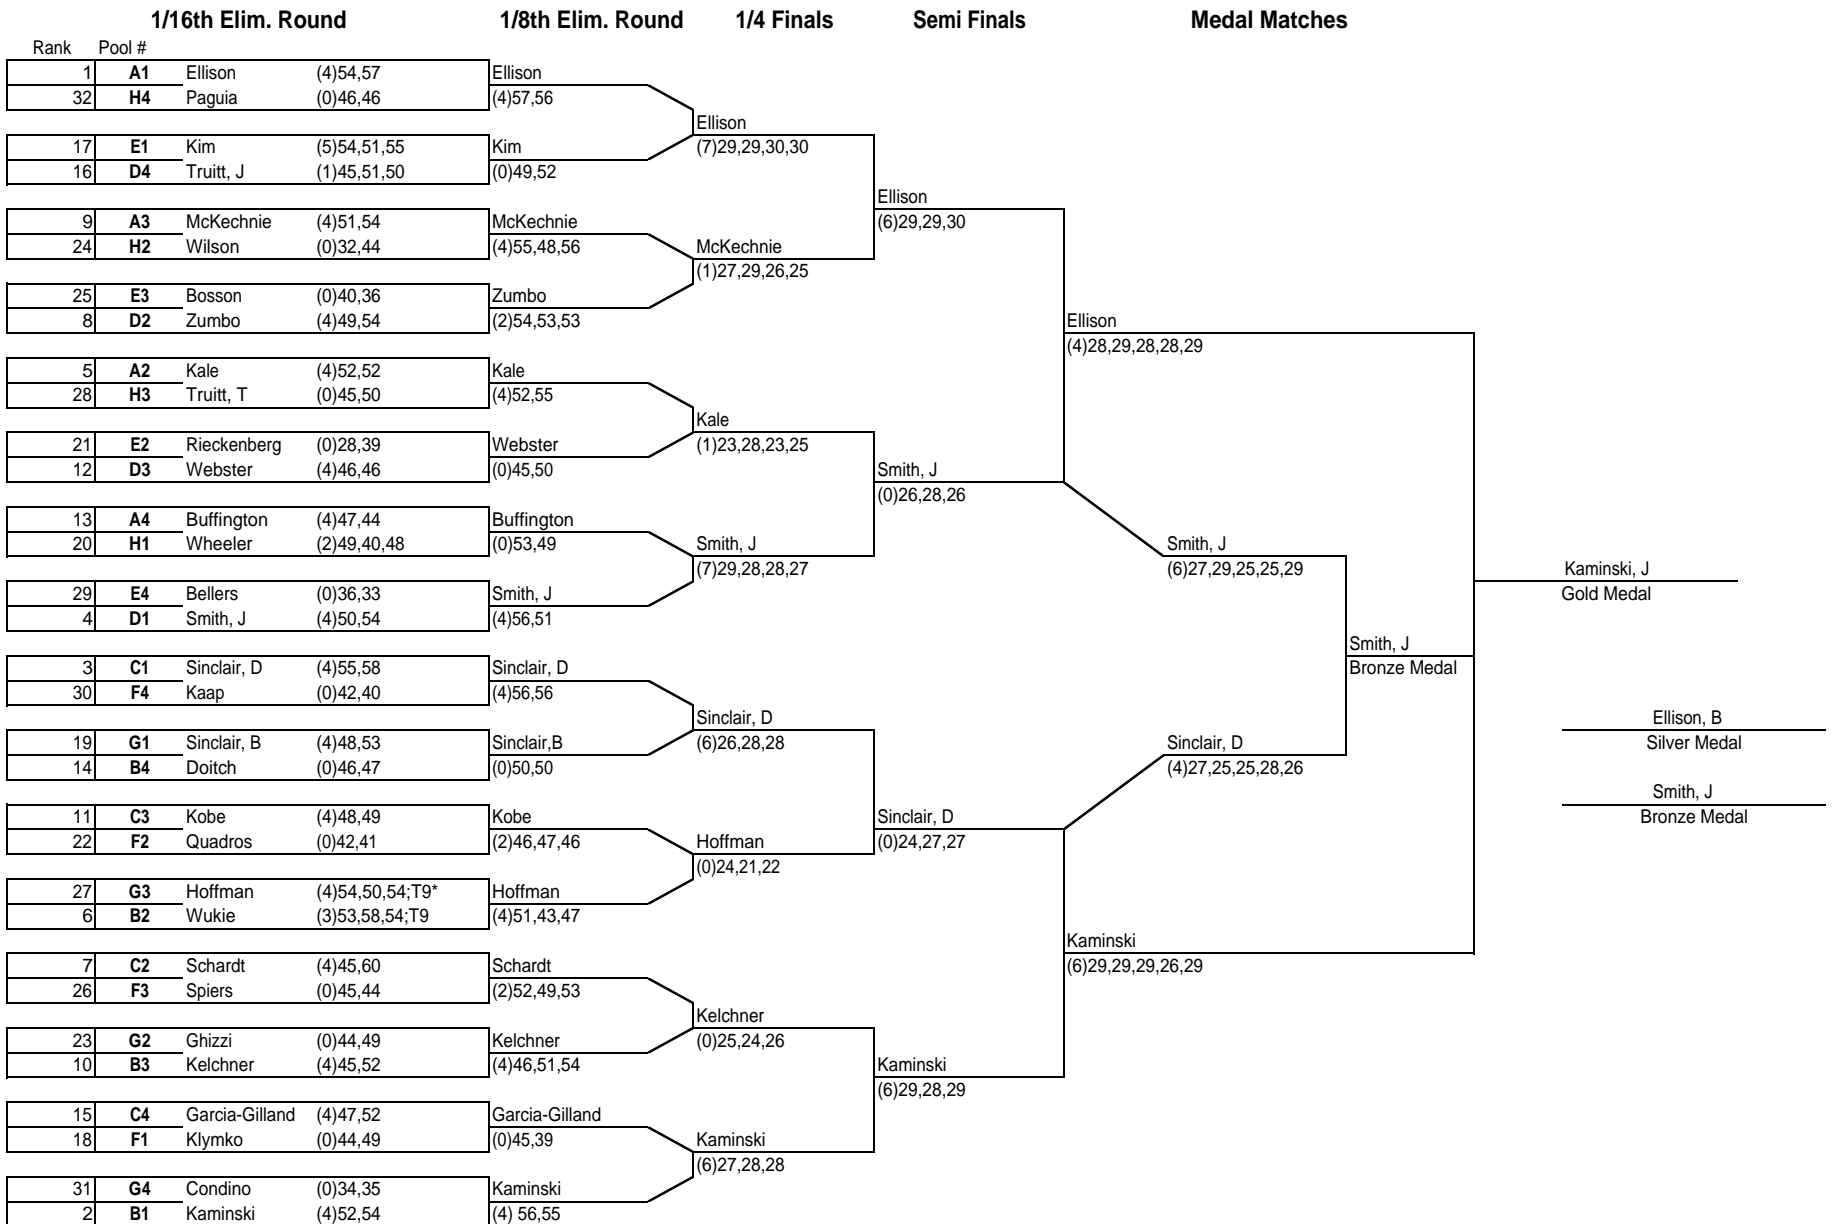 1/16th Elim. Round 1/8th Elim. Round 1/4 Finals Semi Finals Medal Matches
Rank Pool #
1 A1 Ellison (4)54,57 Ellison
32 H4 Paguia (0)46,46 (4)57,56
Ellison
17 E1 Kim (5)54,51,55 Kim (7)29,29,30,30
16 D4 Truitt, J (1)45,51,50 (0)49,52
Ellison
9 A3 McKechnie (4)51,54 McKechnie (6)29,29,30
24 H2 Wilson (0)32,44 (4)55,48,56 McKechnie
(1)27,29,26,25
25 E3 Bosson (0)40,36 Zumbo
8 D2 Zumbo (4)49,54 (2)54,53,53 Ellison
(4)28,29,28,28,29
5 A2 Kale (4)52,52 Kale
28 H3 Truitt, T (0)45,50 (4)52,55
Kale
21 E2 Rieckenberg (0)28,39 Webster (1)23,28,23,25
12 D3 Webster (4)46,46 (0)45,50 Smith, J
(0)26,28,26
13 A4 Buffington (4)47,44 Buffington
20 H1 Wheeler (2)49,40,48 (0)53,49 Smith, J Smith, J
(7)29,28,28,27 (6)27,29,25,25,29 Kaminski, J
29 E4 Bellers (0)36,33 Smith, J Gold Medal
4 D1 Smith, J (4)50,54 (4)56,51
Smith, J
3 C1 Sinclair, D (4)55,58 Sinclair, D Bronze Medal
30 F4 Kaap (0)42,40 (4)56,56
Sinclair, D Ellison, B
19 G1 Sinclair, B (4)48,53 Sinclair,B (6)26,28,28 Sinclair, D Silver Medal
14 B4 Doitch (0)46,47 (0)50,50 (4)27,25,25,28,26
Smith, J
11 C3 Kobe (4)48,49 Kobe Sinclair, D Bronze Medal
22 F2 Quadros (0)42,41 (2)46,47,46 Hoffman (0)24,27,27
(0)24,21,22
27 G3 Hoffman (4)54,50,54;T9* Hoffman
6 B2 Wukie (3)53,58,54;T9 (4)51,43,47
Kaminski
7 C2 Schardt (4)45,60 Schardt (6)29,29,29,26,29
26 F3 Spiers (0)45,44 (2)52,49,53
Kelchner
23 G2 Ghizzi (0)44,49 Kelchner (0)25,24,26
10 B3 Kelchner (4)45,52 (4)46,51,54 Kaminski
(6)29,28,29
15 C4 Garcia-Gilland (4)47,52 Garcia-Gilland
18 F1 Klymko (0)44,49 (0)45,39 Kaminski
(6)27,28,28
31 G4 Condino (0)34,35 Kaminski
2 B1 Kaminski (4)52,54 (4) 56,55